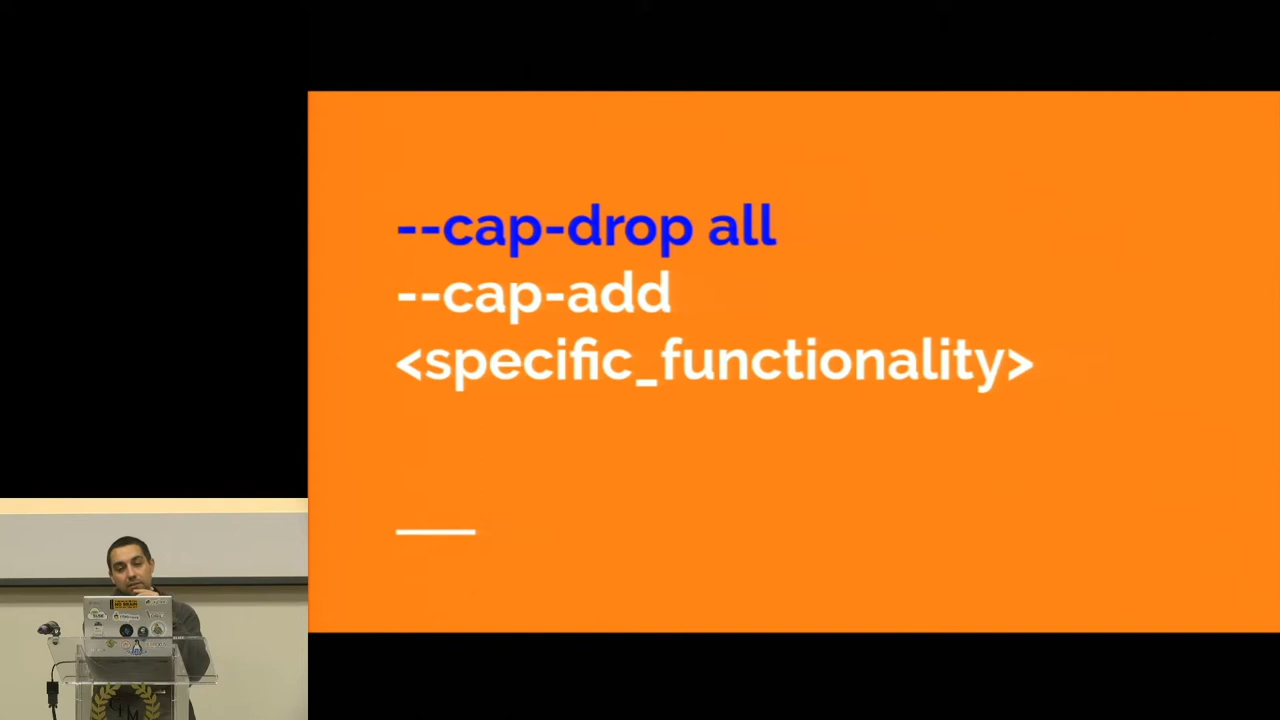 --cap-drop all
--cap-add
<specific_functionality>